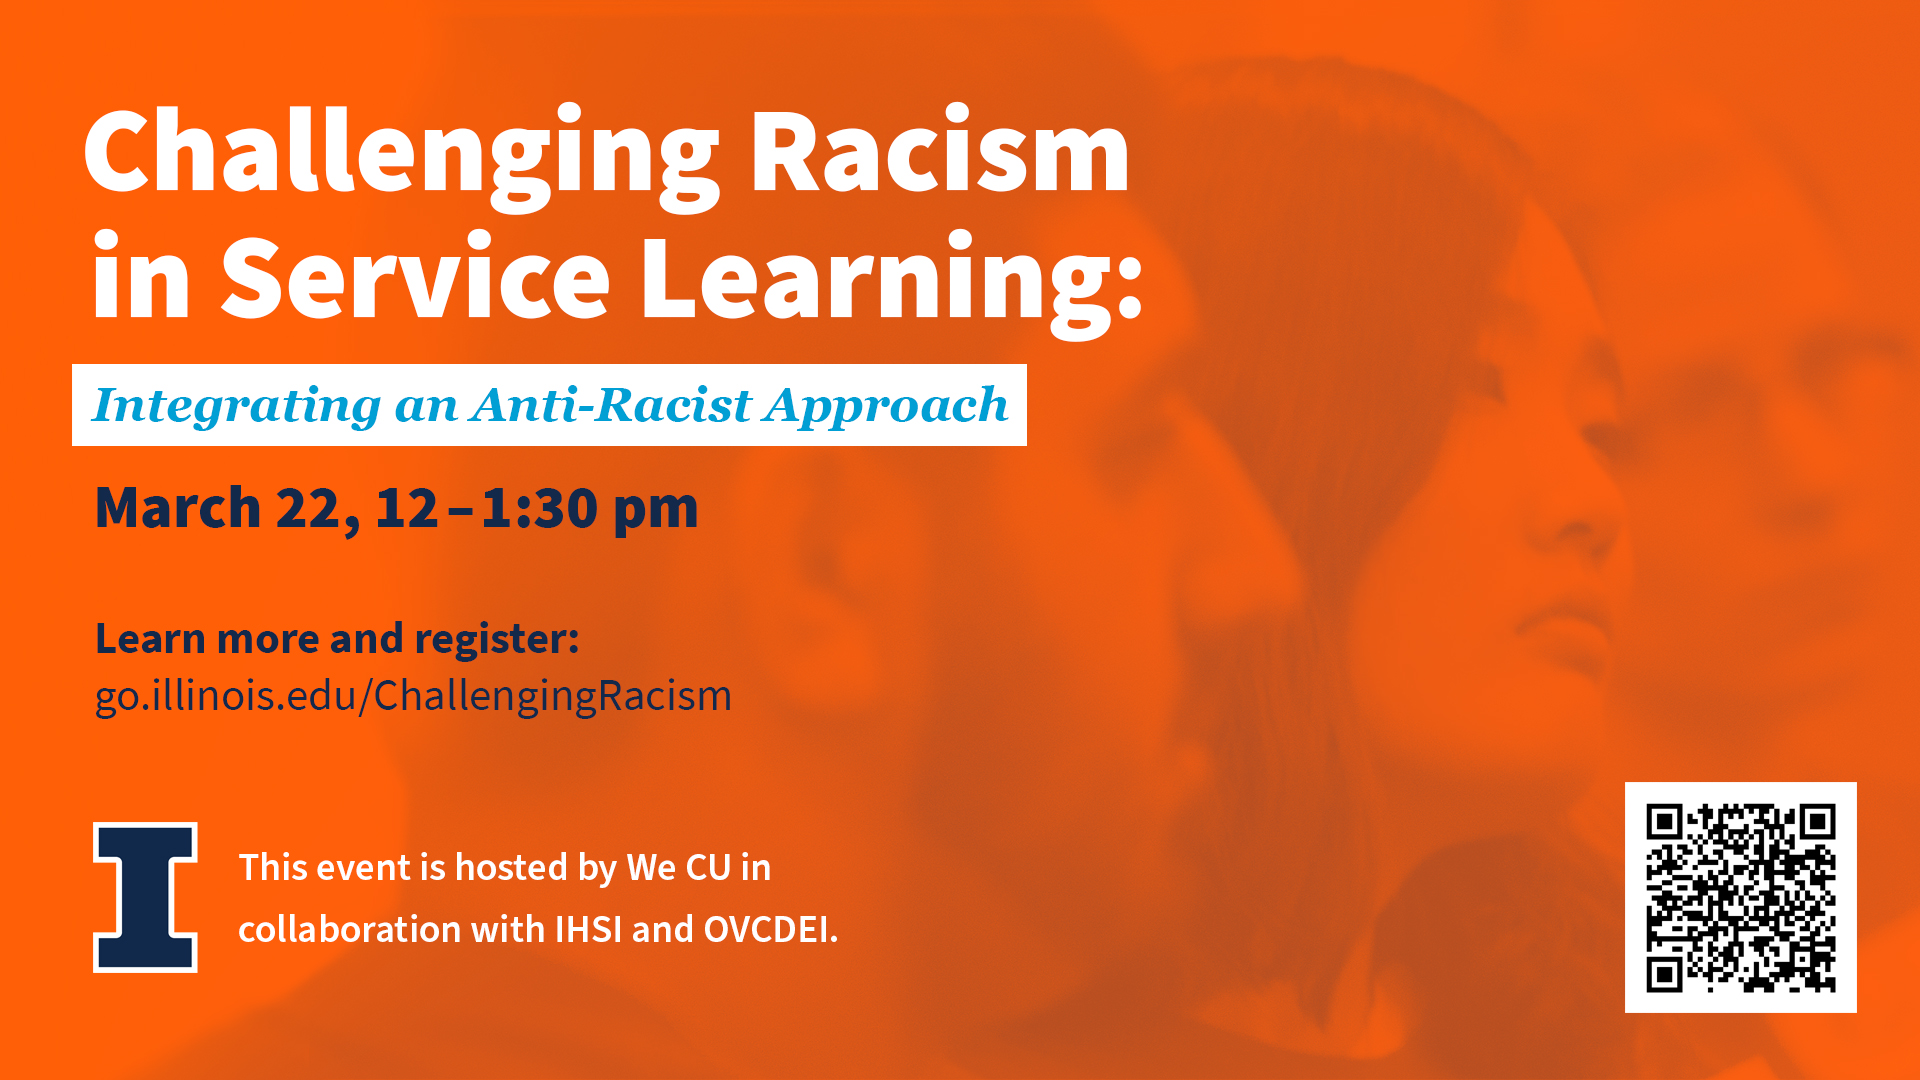 Challenging Racism
in Service Learning:
Integrating an Anti-Racist Approach
March 22, 12–1:30 pm
Learn more and register:
go.illinois.edu/ChallengingRacism
I
This event is hosted by We CU in
collaboration with IHSI and OVCDEI.